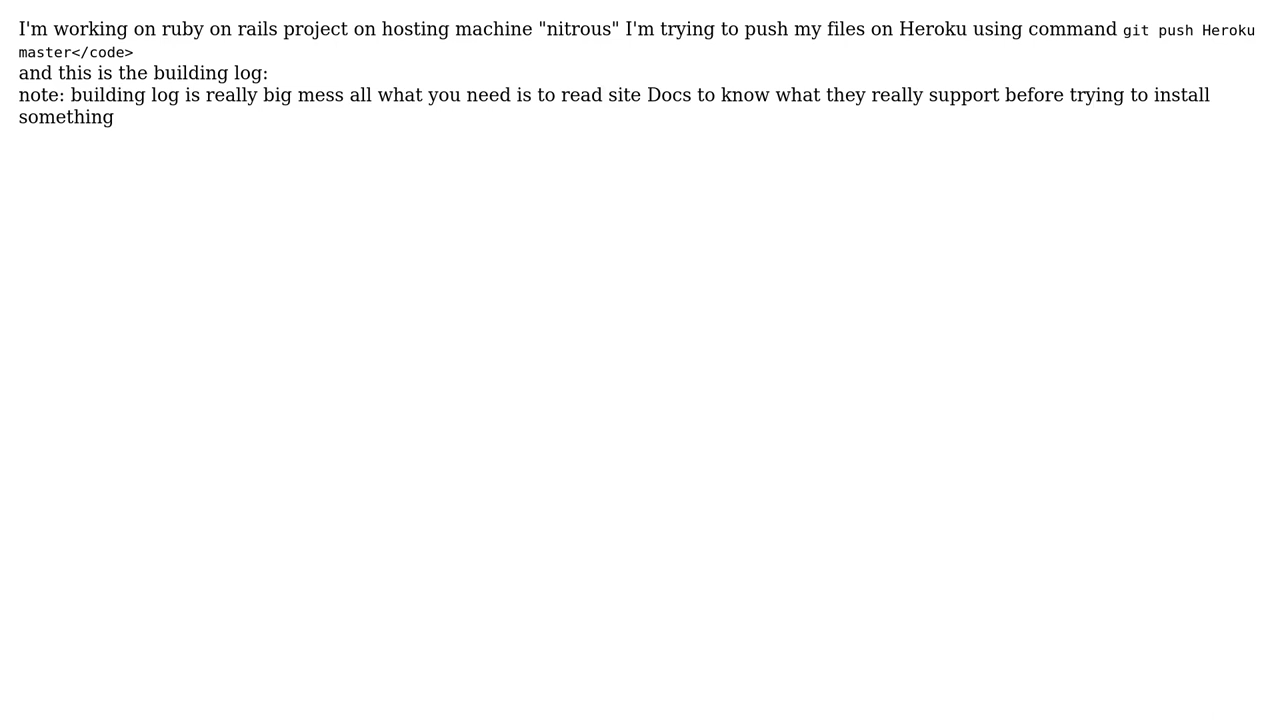 I'm working on ruby on rails project on hosting machine "nitrous" I'm trying to push my files on Heroku using command git push Heroku
master</code>
and this is the building log:
note: building log is really big mess all what you need is to read site Docs to know what they really support before trying to install
something